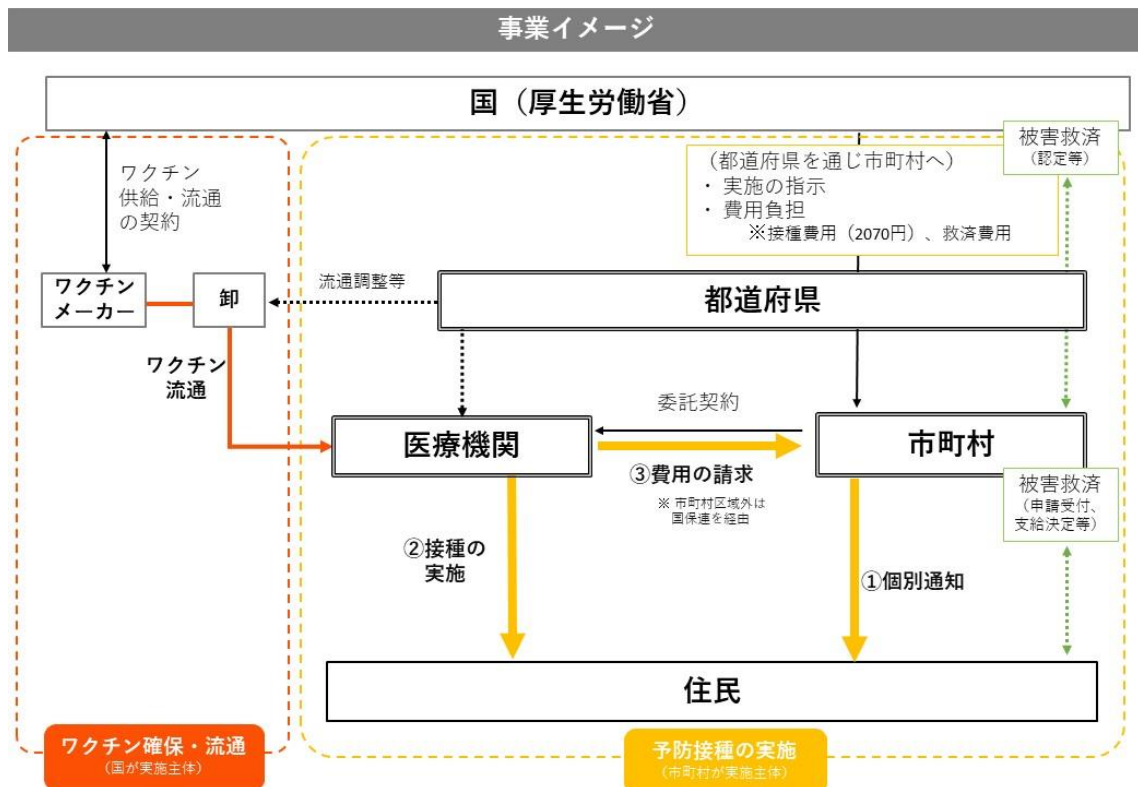 事業イメージ
国（厚生労働省）
ワクチン
供給・流通
の契約
（都道府県を通じ市町村へ）
・ 実施の指示
・ 費用負担
※接種費用（2070円）、救済費用
被害救済
（認定等）
ワクチン
メーカー
卸
流通調整等
都道府県
ワクチン
流通
医療機関
委託契約
市町村
③費用の請求
※ 市町村区域外は
国保連を経由
被害救済
（申請受付、
支給決定等）
②接種の
実施
①個別通知
住民
ワクチン確保・流通
（国が実施主体）
予防接種の実施
（市町村が実施主体）